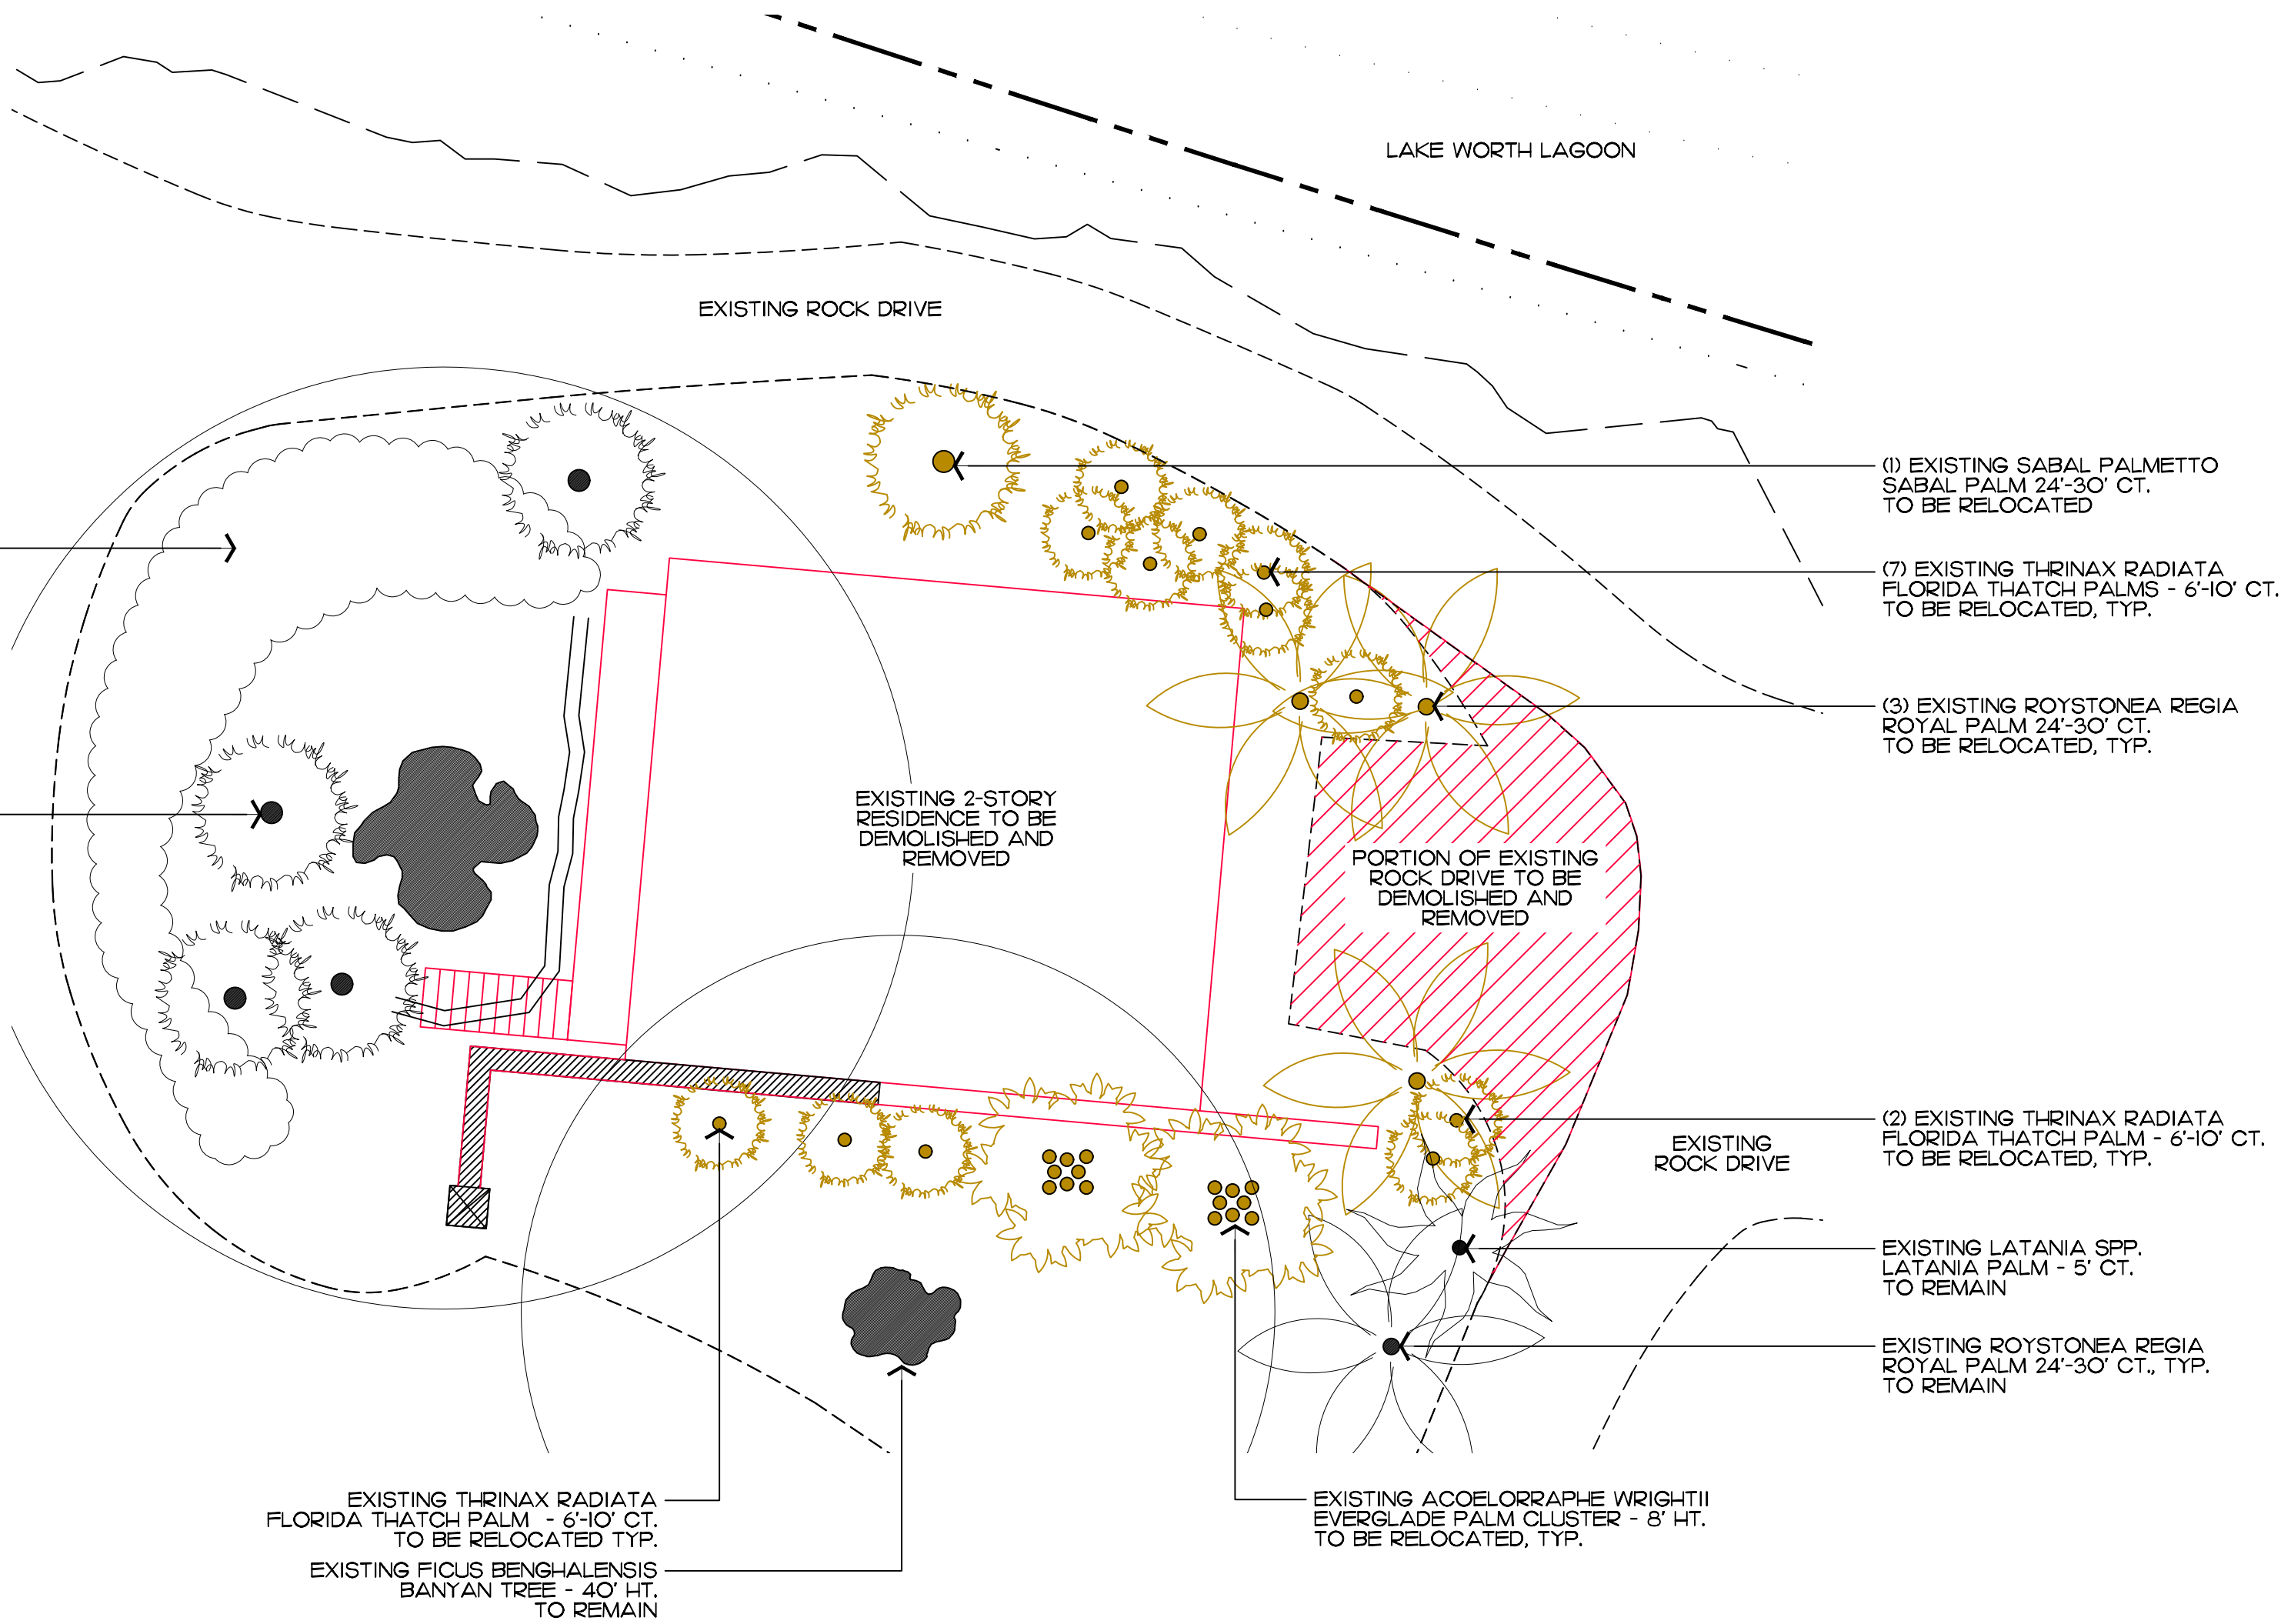 LAKE WORTH LAGOON
EXISTING ROCK DRIVE
(1) EXISTING SABAL PALMETTO
SABAL PALM 24'-30' CT.
TO BE RELOCATED
(7) EXISTING THRINAX RADIATA
FLORIDA THATCH PALMS - 6'-10' CT.
TO BE RELOCATED, TYP.
(3) EXISTING ROYSTONEA REGIA
ROYAL PALM 24'-30' CT.
TO BE RELOCATED, TYP.
EXISTING 2-STORY
RESIDENCE TO BE
DEMOLISHED AND
REMOVED
PORTION OF EXISTING
ROCK DRIVE TO BE
DEMOLISHED AND
REMOVED
(2) EXISTING THRINAX RADIATA
FLORIDA THATCH PALM - 6'-10' CT.
TO BE RELOCATED, TYP.
EXISTING
ROCK DRIVE
EXISTING LATANIA SPP.
LATANIA PALM - 5' CT.
TO REMAIN
EXISTING ROYSTONEA REGIA
ROYAL PALM 24'-30' CT., TYP.
TO REMAIN
EXISTING THRINAX RADIATA
FLORIDA THATCH PALM - 6'-10' CT.
TO BE RELOCATED TYP.
EXISTING FICUS BENGHALENSIS
BANYAN TREE - 40' HT.
TO REMAIN
EXISTING ACOELORRAPHE WRIGHTII
EVERGLADE PALM CLUSTER - 8' HT.
TO BE RELOCATED, TYP.